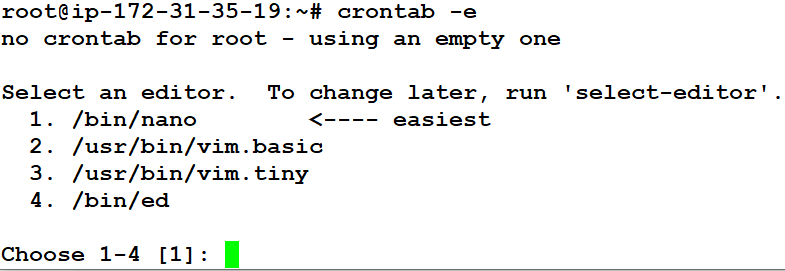 root@ip-172-31-35-19:~# crontab -e
no crontab for root - using an empty one
Select an editor.  To change later, run 'select-editor'.
  1. /bin/nano        <---- easiest
  2. /usr/bin/vim.basic
  3. /usr/bin/vim.tiny
  4. /bin/ed
Choose 1-4 [1]: